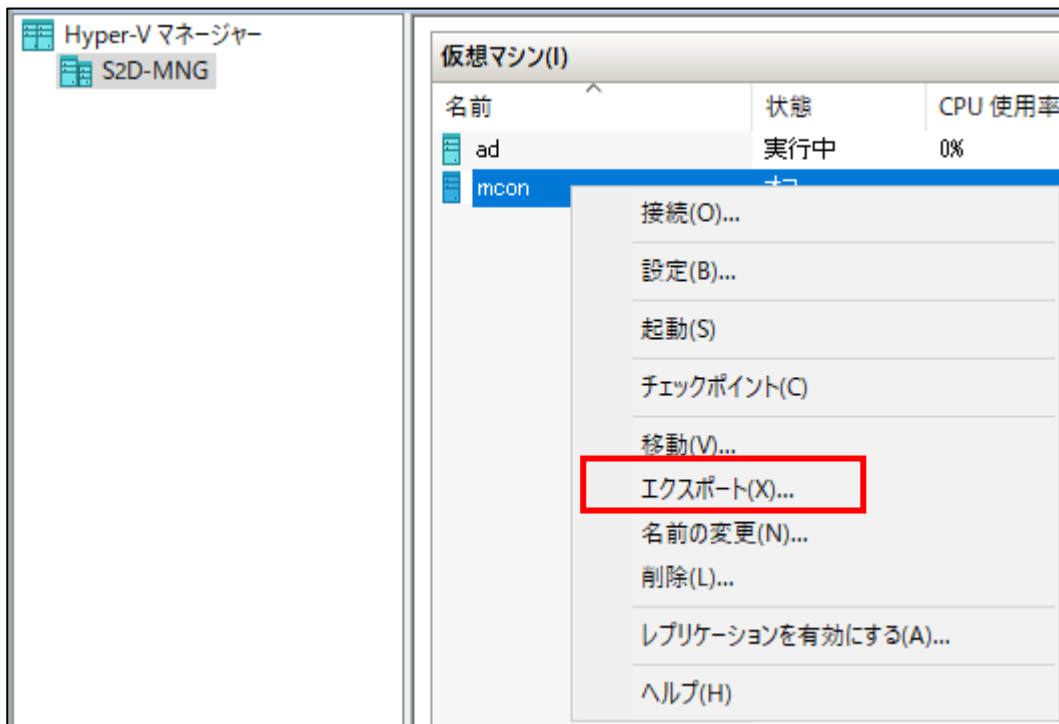 Hyper-V マネージャー
S2D-MNG
仮想マシン(I)
名前 状態 CPU 使用率
ad 実行中 0%
mcon
接続(O)...
設定(B)...
起動(S)
チェックポイント(C)
移動(V)...
エクスポート(X)...
名前の変更(N)...
削除(L)...
レプリケーションを有効にする(A)...
ヘルプ(H)